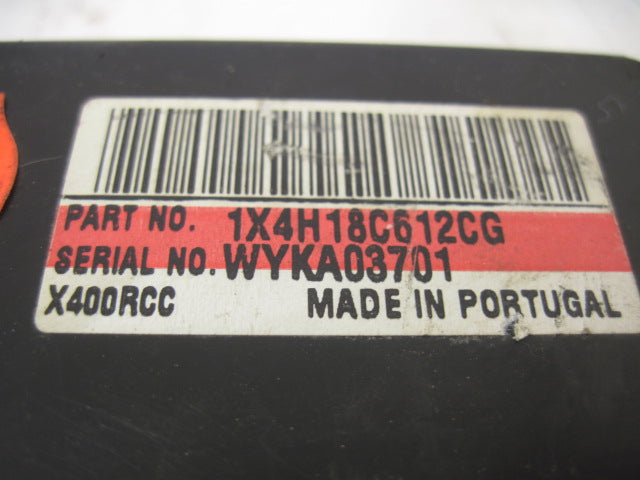 PART NO. 1X4H18C612CG
SERIAL NO. WYKA03701
X400RCC MADE IN PORTUGAL